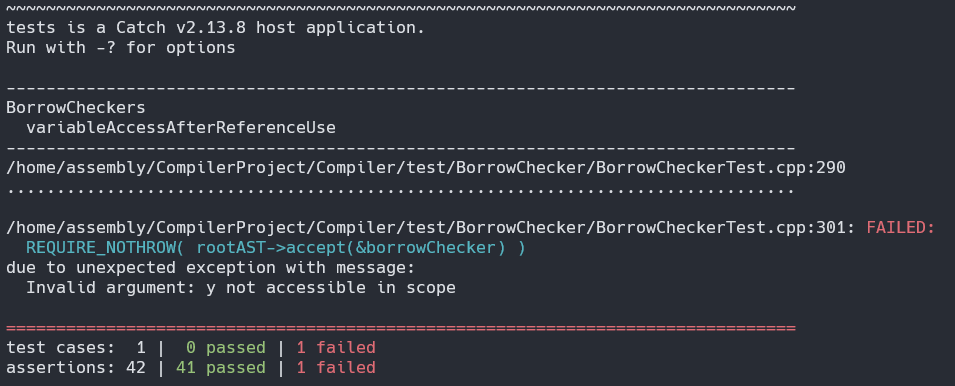 ~~~~~~~~~~~~~~~~~~~~~~~~~~~~~~~~~~~~~~~~~~~~~~~~~~~~~~~~~~~~~~~~~~~~~~~~~~~~~~~
tests is a Catch v2.13.8 host application.
Run with -? for options

-------------------------------------------------------------------------------
BorrowCheckers
  variableAccessAfterReferenceUse
-------------------------------------------------------------------------------
/home/assembly/CompilerProject/Compiler/test/BorrowChecker/BorrowCheckerTest.cpp:290
...............................................................................

/home/assembly/CompilerProject/Compiler/test/BorrowChecker/BorrowCheckerTest.cpp:301: FAILED:
  REQUIRE_NOTHROW( rootAST->accept(&borrowChecker) )
due to unexpected exception with message:
  Invalid argument: y not accessible in scope

===============================================================================
test cases:  1 |  0 passed | 1 failed
assertions: 42 | 41 passed | 1 failed